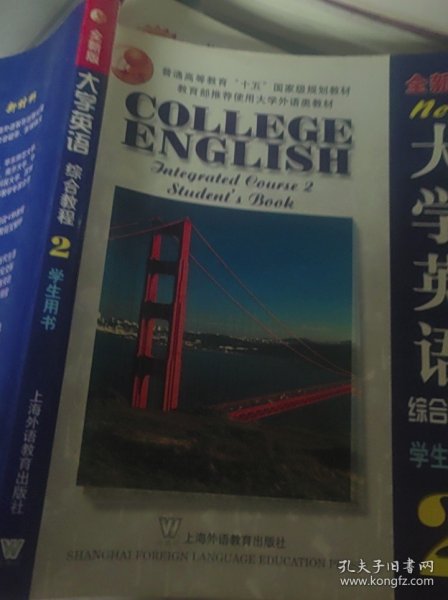 全新版
大学英语
综合教程
2
学生用书
上海外语教育出版社
普通高等教育“十五”国家级规划教材
教育部推荐使用大学外语类教材
COLLEGE
ENGLISH
Integrated Course 2
Student's Book
W
上海外语教育出版社
SHANGHAI FOREIGN LANGUAGE EDUCATION
全新
大学英语
综合
学生
2
孔夫子旧书网
www.kongfz.com